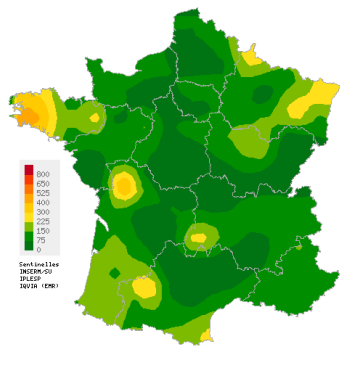 800
650
525
400
300
225
150
75
0
Sentinelles
INSERM/SU
IPLESP
IQVIA (EMR)